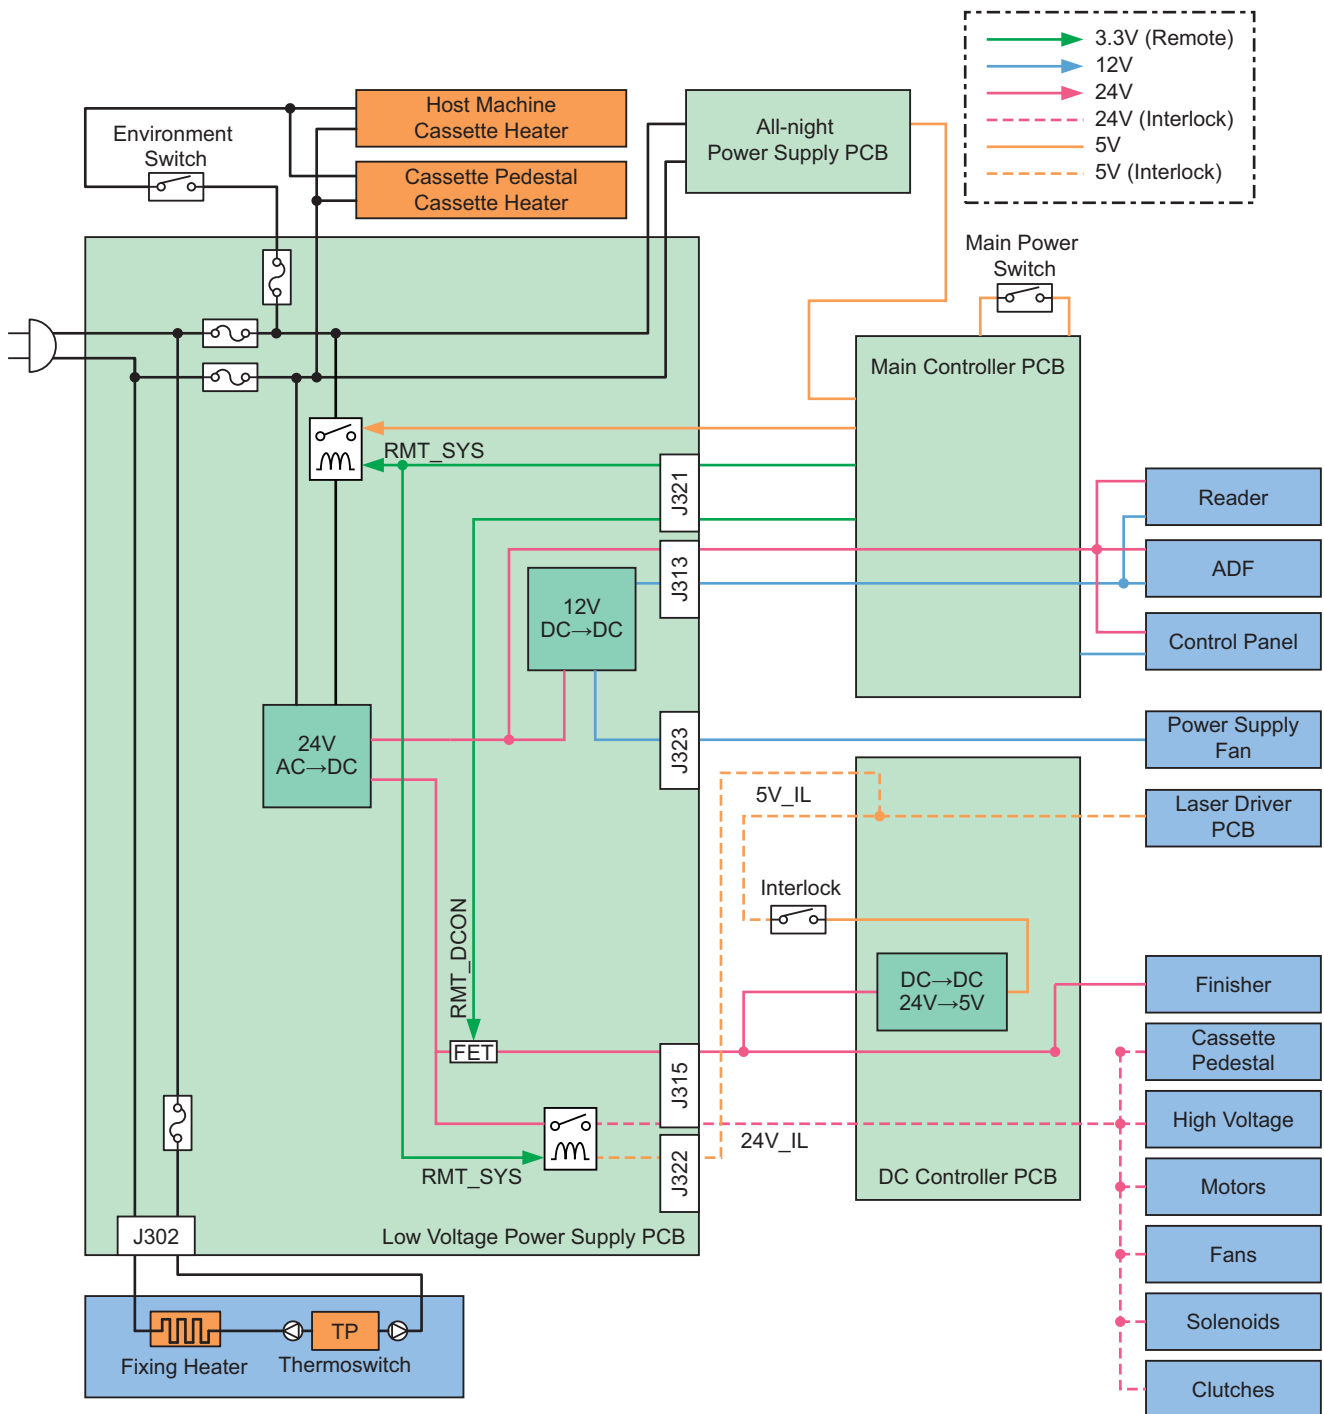 3.3V (Remote)
12V
24V
24V (Interlock)
5V
5V (Interlock)
Host Machine
Cassette Heater
Environment
Switch
Cassette Pedestal
Cassette Heater
All-night
Power Supply PCB
Main Power
Switch
Main Controller PCB
RMT_SYS
J321
J313
Reader
ADF
Control Panel
12V
DC→DC
24V
AC→DC
J323
Power Supply
Fan
5V_IL
Laser Driver
PCB
Interlock
RMT_DCON
DC→DC
24V→5V
Finisher
FET
J315
Cassette
Pedestal
High Voltage
24V_IL
RMT_SYS
J322
DC Controller PCB
Motors
J302
Low Voltage Power Supply PCB
Fans
TP
Fixing Heater
Thermoswitch
Solenoids
Clutches